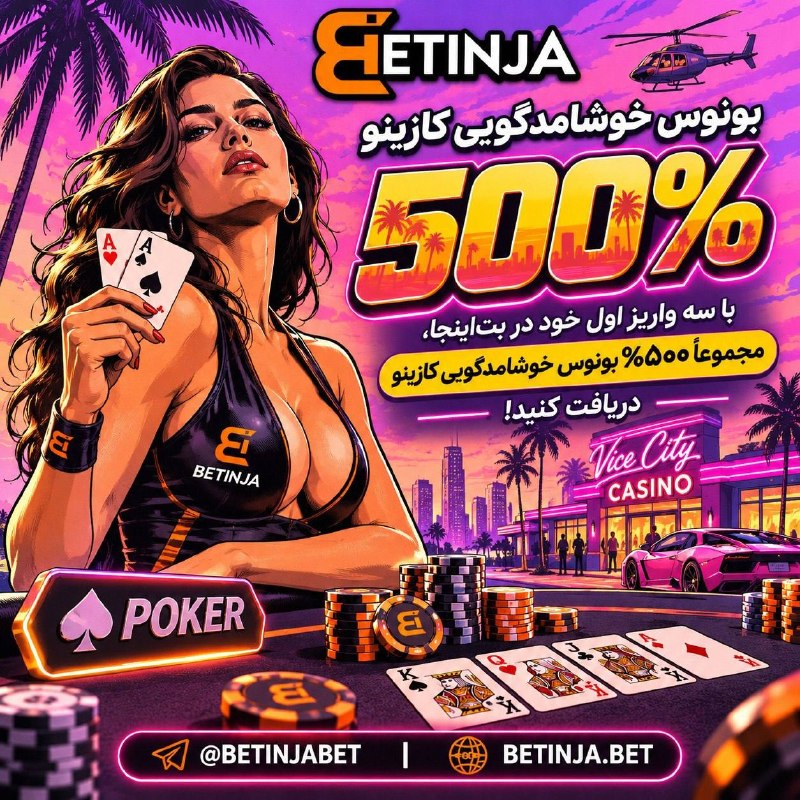 BETINJA
بونوس خوشامدگویی کازینو
500%
با سه واریز اول خود در بت‌اینجا،
مجموعاً ۵۰۰% بونوس خوشامدگویی کازینو
دریافت کنید!
A
A
BETINJA
Vice City
CASINO
POKER
K
Q
J
A
@BETINJABET | BETINJA.BET